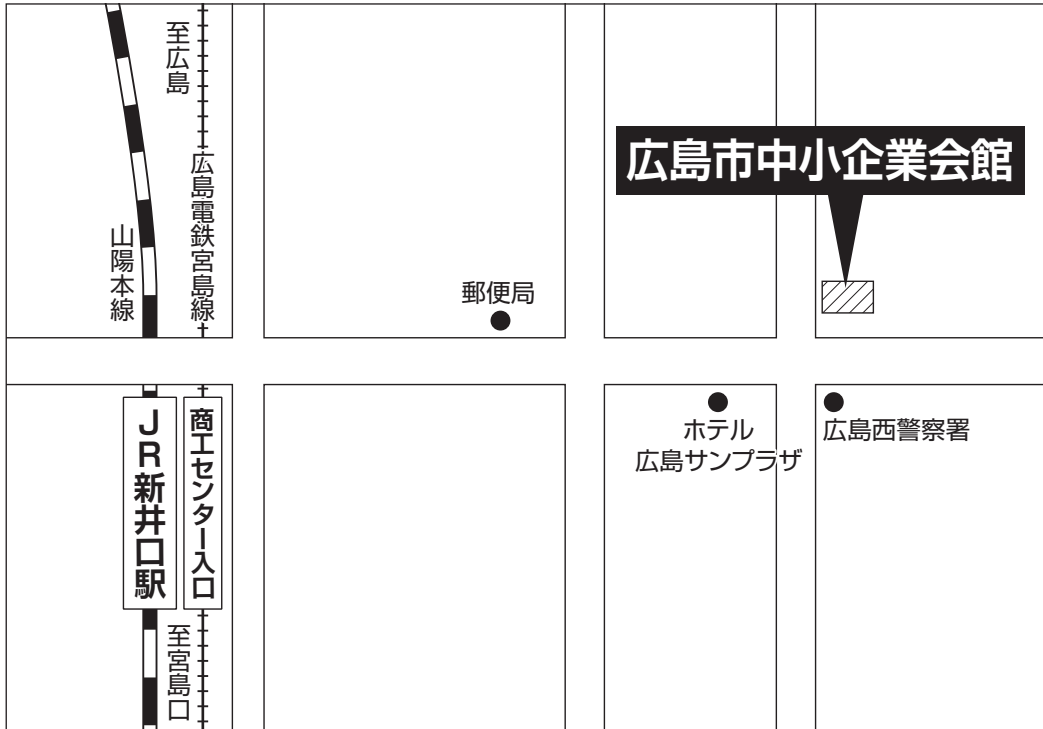 至広島
広島電鉄宮島線
山陽本線
広島市中小企業会館
郵便局
JR新井口駅
商工センター入口
ホテル
広島サンプラザ
広島西警察署
至宮島口